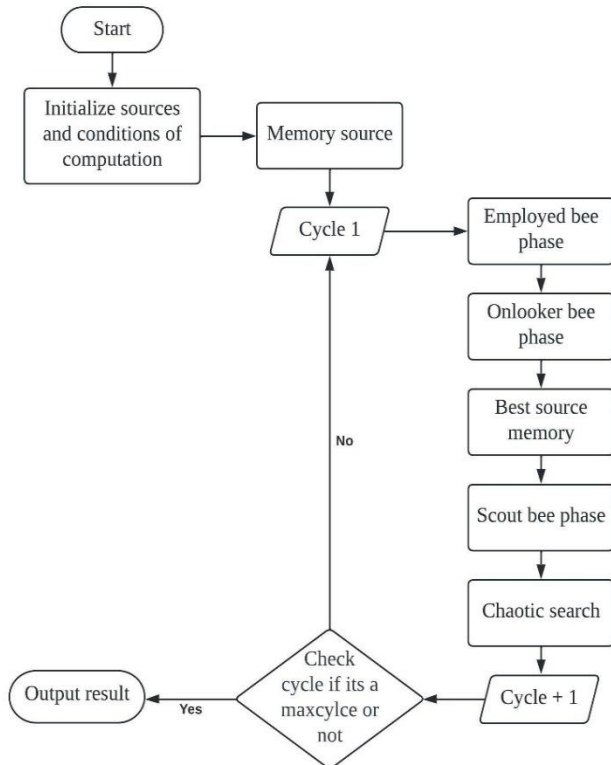 Start
Initialize sources
and conditions of
computation
Memory source
Cycle 1
Employed bee
phase
Onlooker bee
phase
Best source
memory
No
Scout bee phase
Chaotic search
Check
cycle if its a
maxcylce or
not
Cycle + 1
Yes
Output result